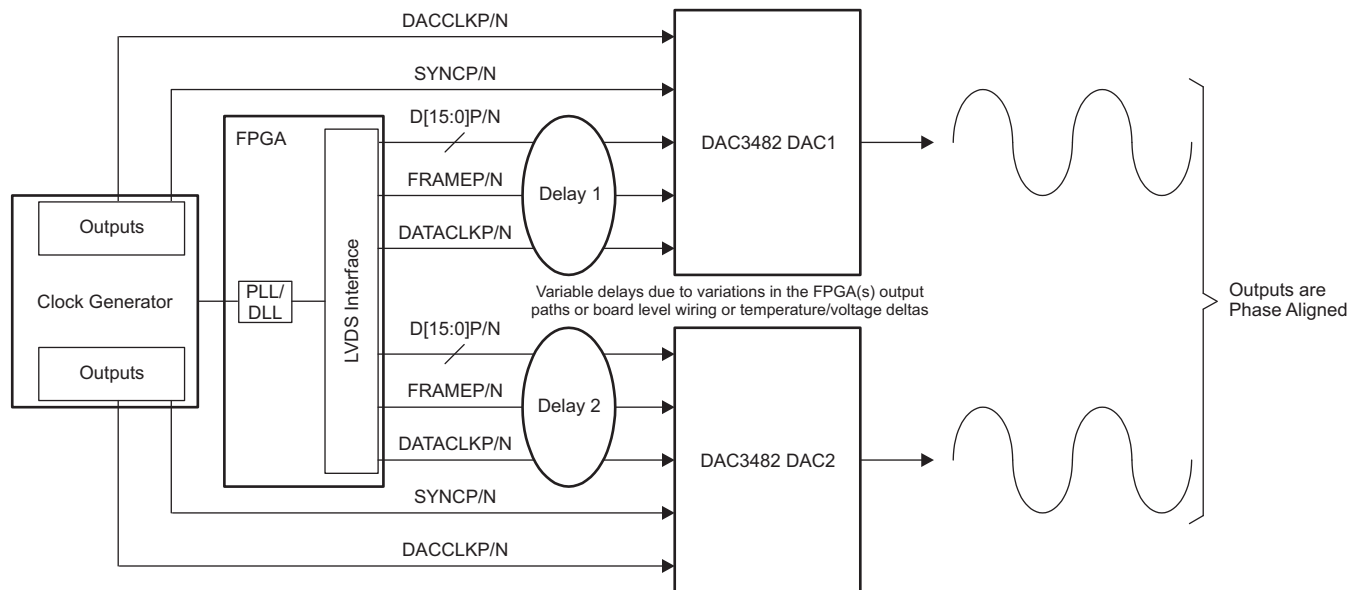 DACCLKP/N
SYNCP/N
D[15:0]P/N
FPGA
DAC3482 DAC1
FRAMEP/N
Delay 1
Outputs
DATACLKP/N
LVDS Interface
Clock Generator
PLL/
DLL
Variable delays due to variations in the FPGA(s) output
paths or board level wiring or temperature/voltage deltas
Outputs are
Phase Aligned
D[15:0]P/N
Outputs
FRAMEP/N
Delay 2
DATACLKP/N
DAC3482 DAC2
SYNCP/N
DACCLKP/N